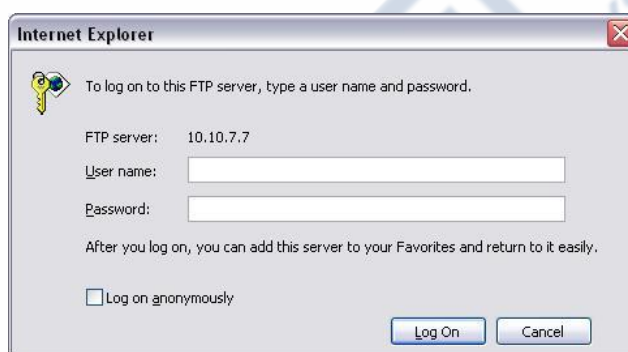 Internet Explorer
To log on to this FTP server, type a user name and password.
FTP server: 10.10.7.7
User name:
Password:
After you log on, you can add this server to your Favorites and return to it easily.
Log on anonymously
Log On Cancel